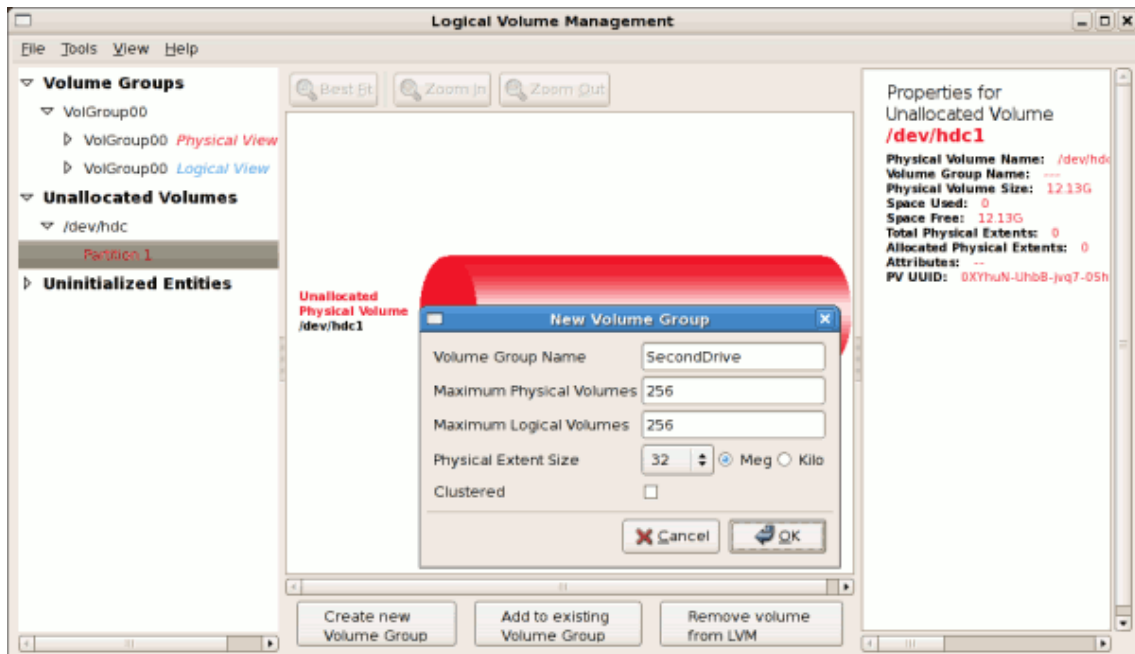 Logical Volume Management
File Tools View Help
Volume Groups
VolGroup00
VolGroup00 Physical View
VolGroup00 Logical View
Unallocated Volumes
/dev/hdc
Partition 1
Uninitialized Entities
Best Fit Zoom In Zoom Out
Unallocated
Physical Volume
/dev/hdc1
New Volume Group
Volume Group Name SecondDrive
Maximum Physical Volumes 256
Maximum Logical Volumes 256
Physical Extent Size 32 Meg Kilo
Clustered
Cancel OK
Create new
Volume Group
Add to existing
Volume Group
Remove volume
from LVM
Properties for
Unallocated Volume
/dev/hdc1
Physical Volume Name: /dev/hdc
Volume Group Name: ---
Physical Volume Size: 12.13G
Space Used: 0
Space Free: 12.13G
Total Physical Extents: 0
Allocated Physical Extents: 0
Attributes: --
PV UUID: 0XYhuN-UhbB-jvq7-0Sh